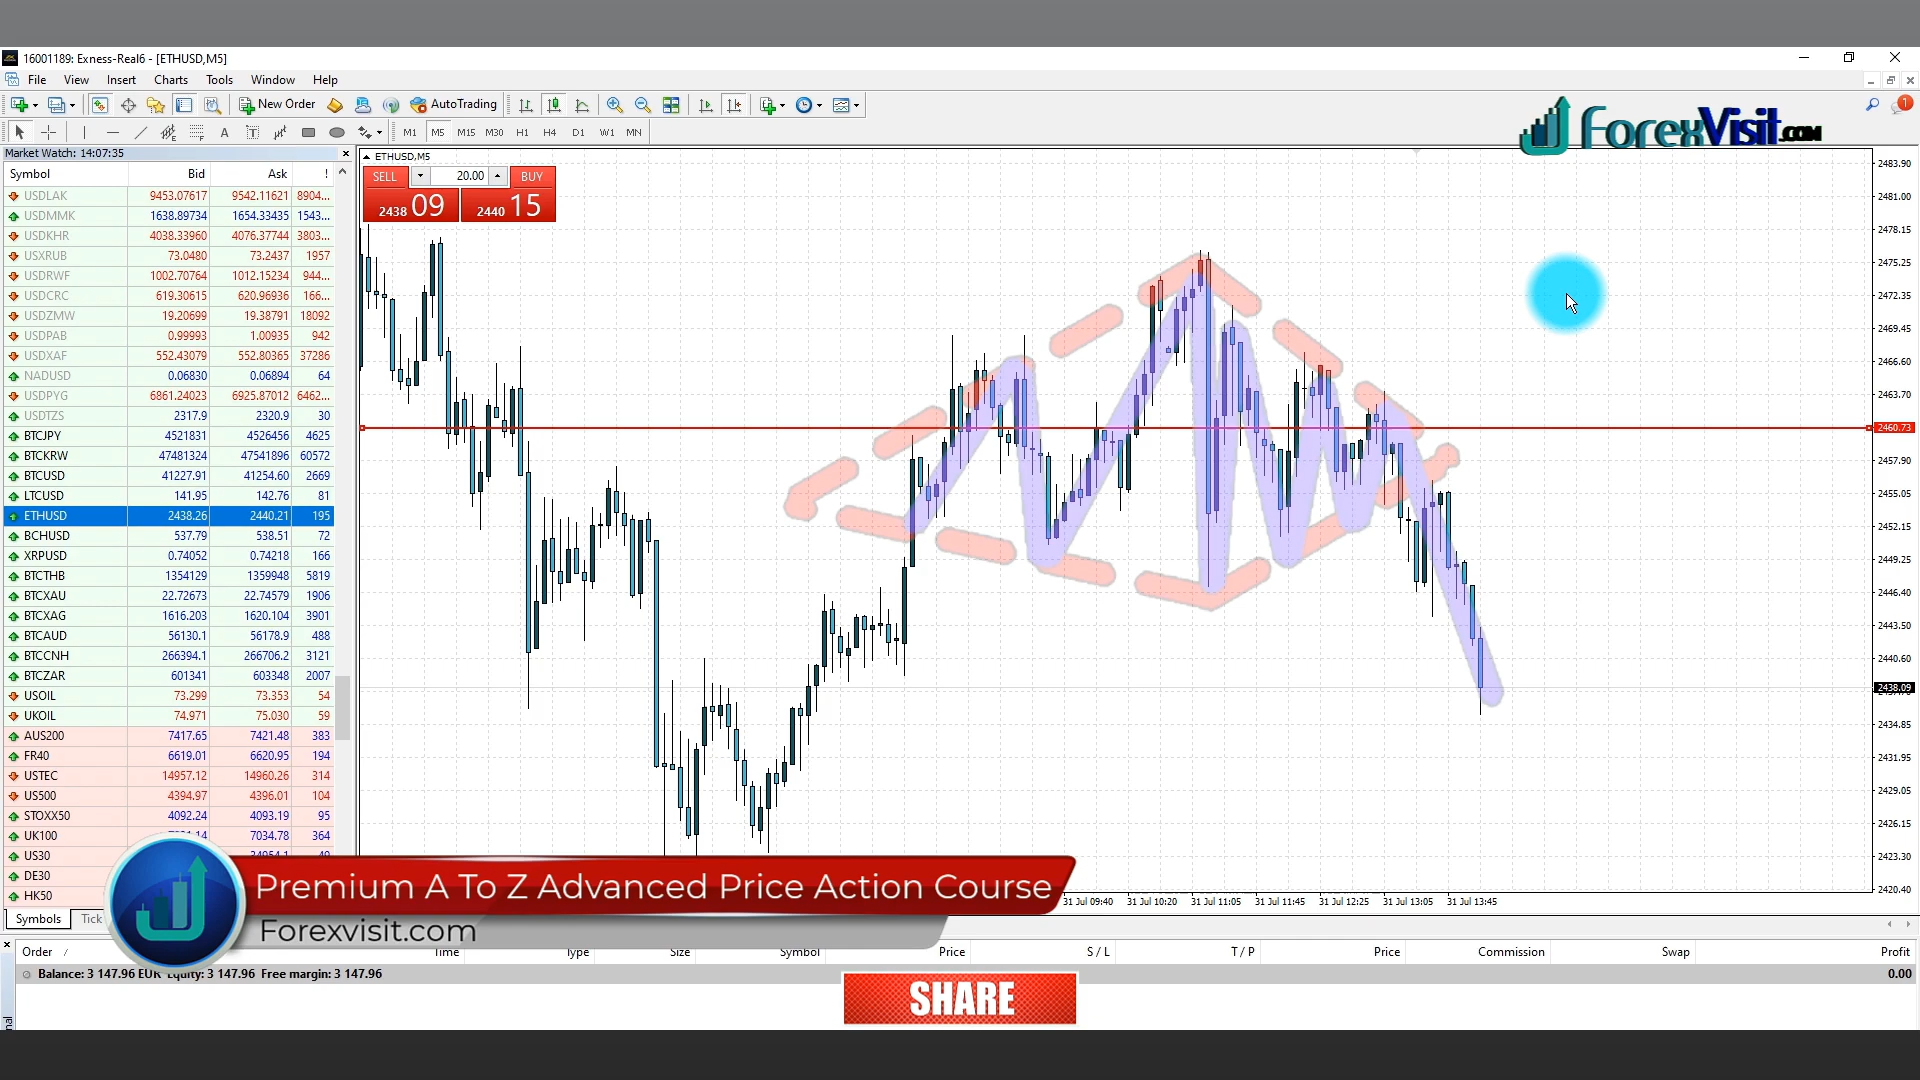 16001189: Exness-Real6 - [ETHUSD,M5]
File View Insert Charts Tools Window Help
New Order AutoTrading
1
ForexVisit.COM
A T M1 M5 M15 M30 H1 H4 D1 W1 MN
Market Watch: 14:07:35
Symbol Bid Ask !
USDLAK 9453.07617 9542.11621 8904...
USDMMK 1638.89734 1654.33435 1543...
USDKHR 4038.33960 4076.37744 3803...
USXRUB 73.0480 73.2437 1957
USDRWF 1002.70764 1012.15234 944...
USDCRC 619.30615 620.96936 166...
USDZMW 19.20699 19.38791 18092
USDPAB 0.99993 1.00935 942
USDXAF 552.43079 552.80365 37286
NADUSD 0.06830 0.06894 64
USDPYG 6861.24023 6925.87012 6462...
USDTZS 2317.9 2320.9 30
BTCJPY 4521831 4526456 4625
BTCKRW 47481324 47541896 60572
BTCUSD 41227.91 41254.60 2669
LTCUSD 141.95 142.76 81
ETHUSD 2438.26 2440.21 195
BCHUSD 537.79 538.51 72
XRPUSD 0.74052 0.74218 166
BTCTHB 1354129 1359948 5819
BTCXAU 22.72673 22.74579 1906
BTCXAG 1616.203 1620.104 3901
BTCAUD 56130.1 56178.9 488
BTCCNH 266394.1 266706.2 3121
BTCZAR 601341 603348 2007
USOIL 73.299 73.353 54
UKOIL 74.971 75.030 59
AUS200 7417.65 7421.48 383
FR40 6619.01 6620.95 194
USTEC 14957.12 14960.26 314
US500 4394.97 4396.01 104
STOXX50 4092.24 4093.19 95
UK100 7034.78 364
US30
DE30
HK50
Symbols Tick
ETHUSD,M5
SELL 20.00 BUY
2438 09 2440 15
2483.90
2481.00
2478.15
2475.25
2472.35
2469.45
2466.60
2463.70
2460.73
2457.90
2455.05
2452.15
2449.25
2446.40
2443.50
2440.60
2438.09
2434.85
2431.95
2429.05
2426.15
2423.30
2420.40
31 Jul 09:40 31 Jul 10:20 31 Jul 11:05 31 Jul 11:45 31 Jul 12:25 31 Jul 13:05 31 Jul 13:45
Premium A To Z Advanced Price Action Course
Forexvisit.com
Order / Time Type Size Symbol Price S / L T / P Price Commission Swap Profit
Balance: 3 147.96 EUR Equity: 3 147.96 Free margin: 3 147.96 0.00
SHARE